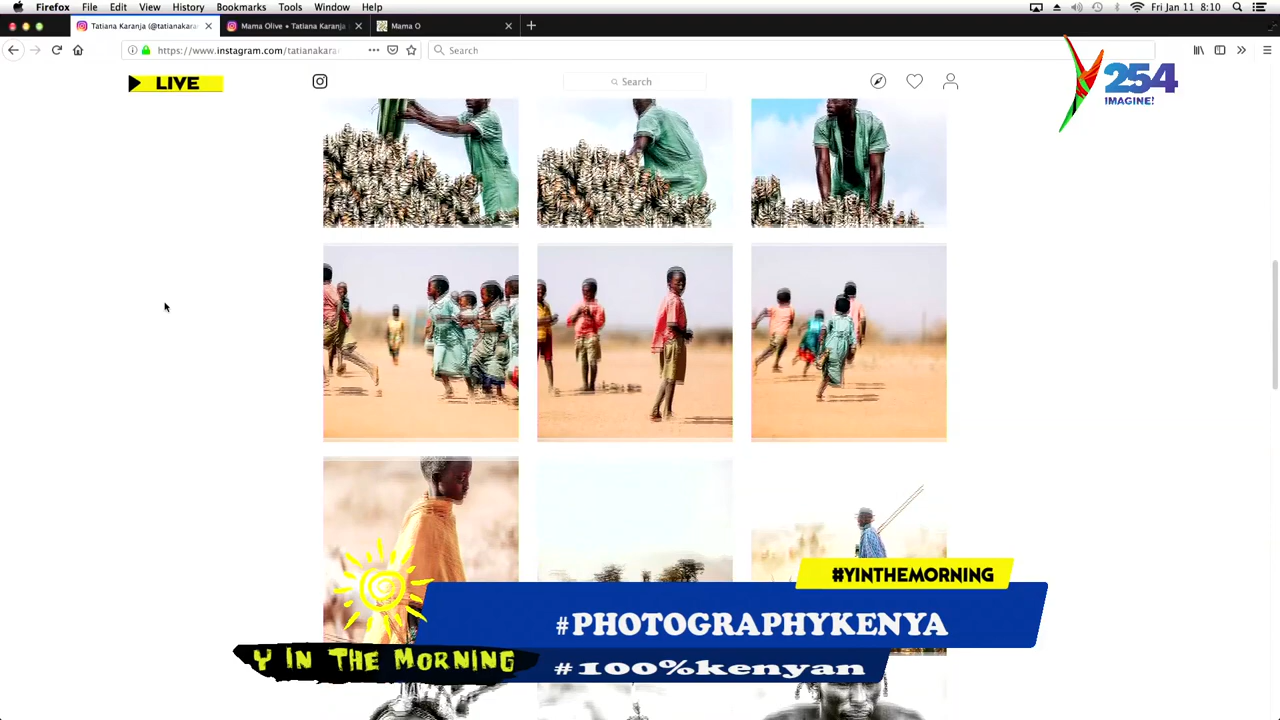 Firefox File Edit View History Bookmarks Tools Window Help Fri Jan 11 8:10
Tatiana Karanja (@tatianakara Mama Olive • Tatiana Karanja Mama O
https://www.instagram.com/tatianakara Search
LIVE
Search
254
IMAGINE!
#YINTHEMORNING
#PHOTOGRAPHYKENYA
Y IN THE MORNING
#100%kenyan